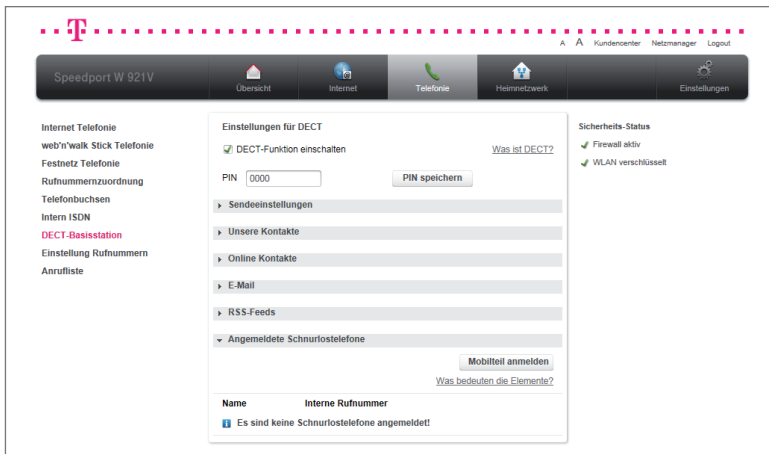 T
A A Kundencenter Netzmanager Logout
Speedport W 921V
Übersicht Internet Telefonie Heimnetzwerk Einstellungen
Internet Telefonie
web'n'walk Stick Telefonie
Festnetz Telefonie
Rufnummernzuordnung
Telefonbuchsen
Intern ISDN
DECT-Basisstation
Einstellung Rufnummern
Anrufliste
Einstellungen für DECT
DECT-Funktion einschalten Was ist DECT?
PIN 0000 PIN speichern
Sendeeinstellungen
Unsere Kontakte
Online Kontakte
E-Mail
RSS-Feeds
Angemeldete Schnurlostelefone
Mobilteil anmelden
Was bedeuten die Elemente?
Name Interne Rufnummer
Es sind keine Schnurlostelefone angemeldet!
Sicherheits-Status
Firewall aktiv
WLAN verschlüsselt